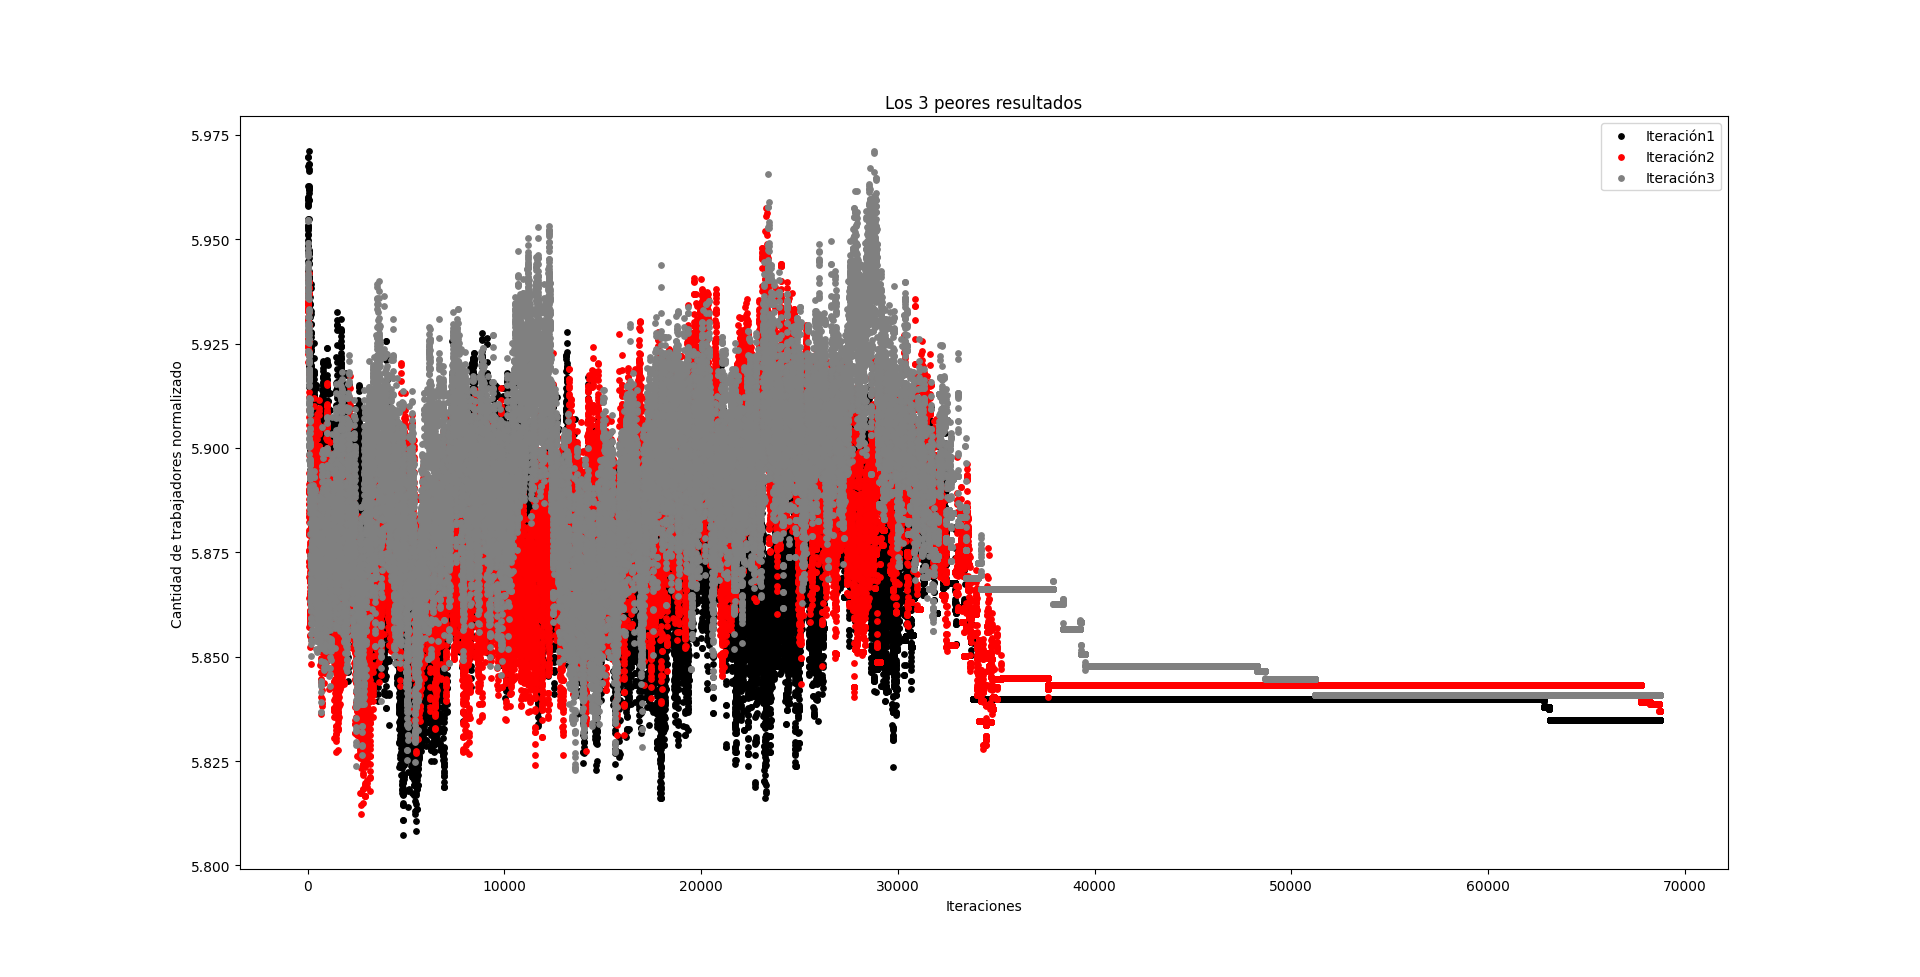 Los 3 peores resultados
Iteración1
Iteración2
Iteración3
Cantidad de trabajadores normalizado
5.975
5.950
5.925
5.900
5.875
5.850
5.825
5.800
0 10000 20000 30000 40000 50000 60000 70000
Iteraciones